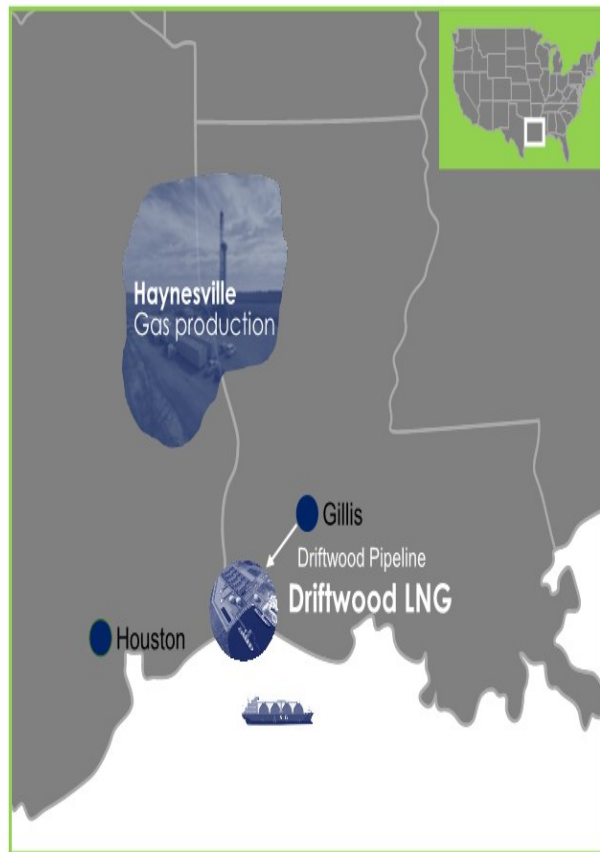 Haynesville
Gas production
Gillis
Driftwood Pipeline
Driftwood LNG
Houston